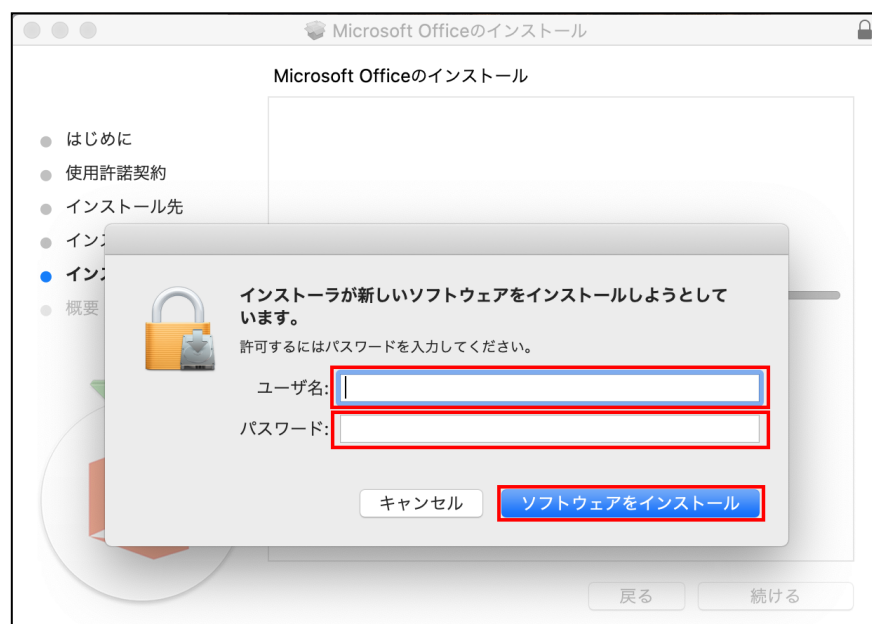 Microsoft Officeのインストール
Microsoft Officeのインストール
はじめに
使用許諾契約
インストール先
イン
イン
概要
インストーラが新しいソフトウェアをインストールしようとして
います。
許可するにはパスワードを入力してください。
ユーザ名:
パスワード:
キャンセル
ソフトウェアをインストール
戻る
続ける